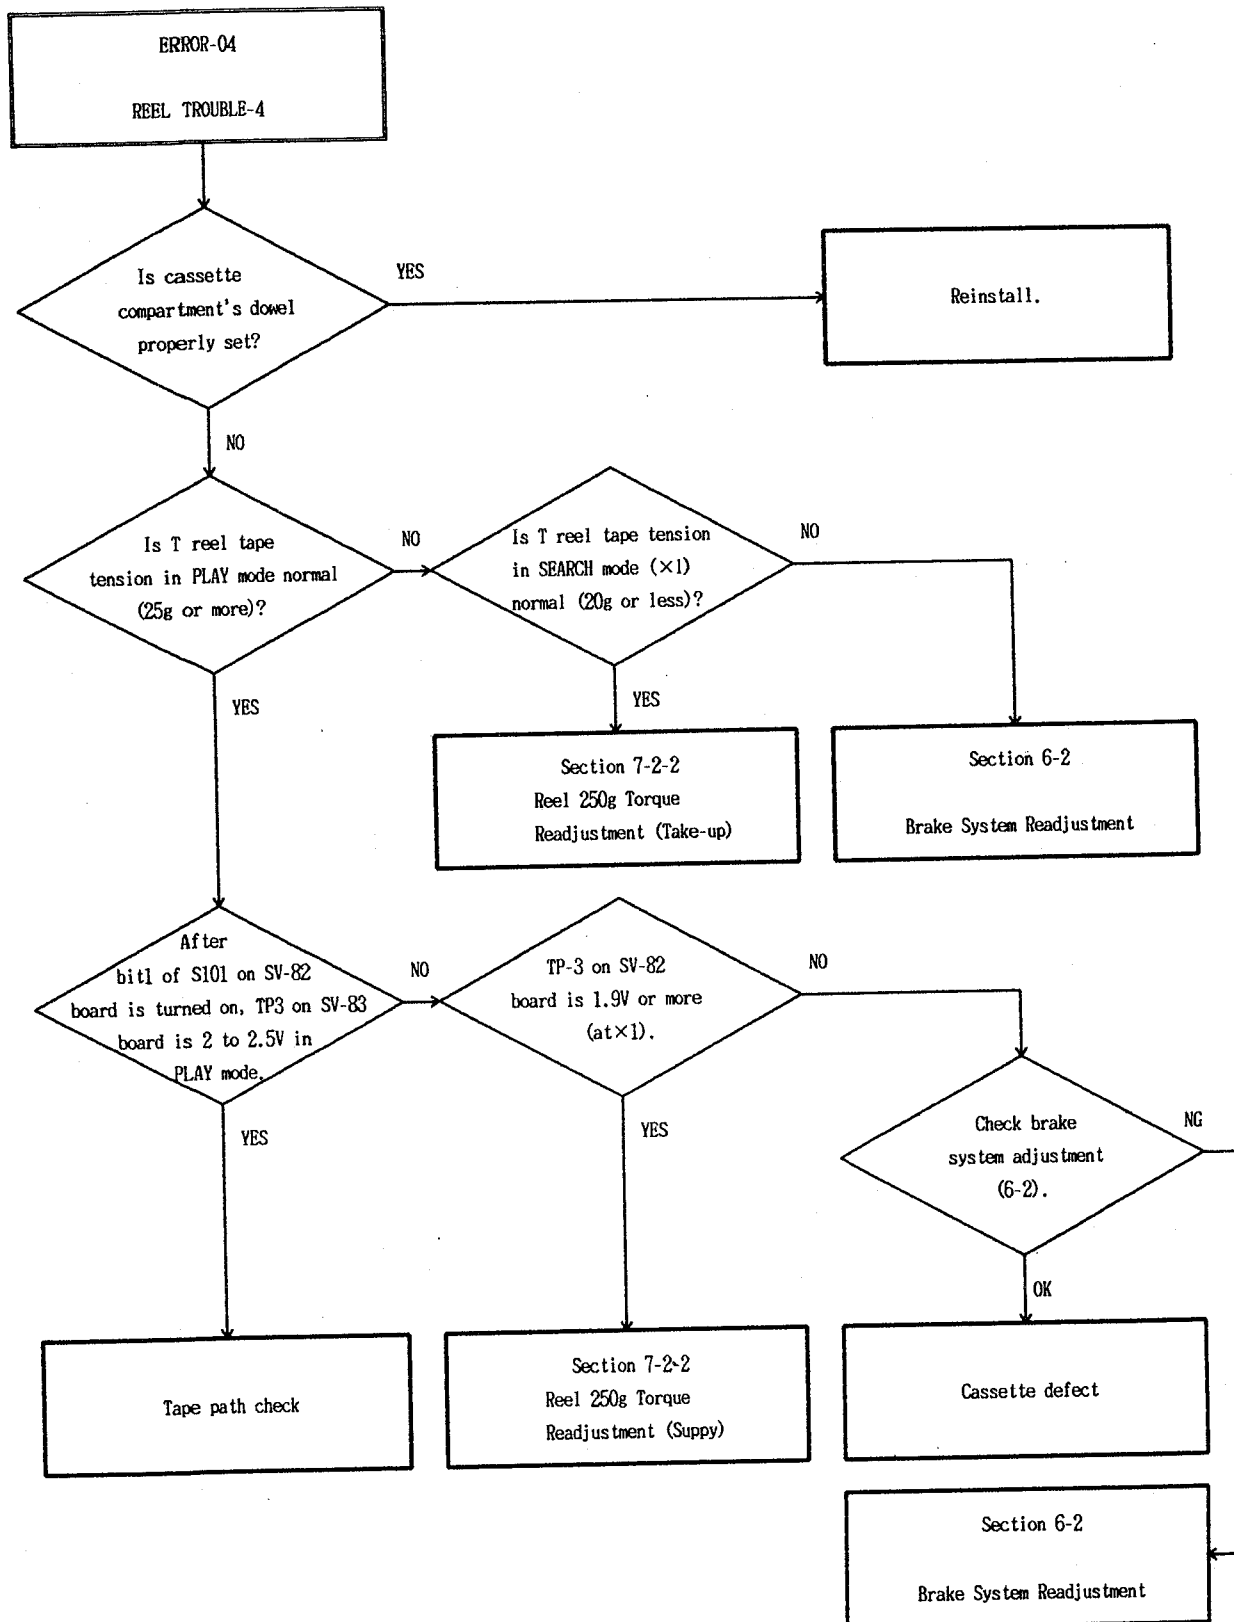 ERROR-04
REEL TROUBLE-4
Is cassette
compartment's dowel
properly set?
YES
Reinstall.
NO
Is T reel tape
tension in PLAY mode normal
(25g or more)?
NO
Is T reel tape tension
in SEARCH mode (×1)
normal (20g or less)?
NO
YES
YES
Section 7-2-2
Reel 250g Torque
Readjustment (Take-up)
Section 6-2
Brake System Readjustment
After
bit1 of S101 on SV-82
board is turned on, TP3 on SV-83
board is 2 to 2.5V in
PLAY mode.
NO
TP-3 on SV-82
board is 1.9V or more
(at×1).
NO
YES
YES
Check brake
system adjustment
(6-2).
NG
OK
Tape path check
Section 7-2-2
Reel 250g Torque
Readjustment (Suppy)
Cassette defect
Section 6-2
Brake System Readjustment